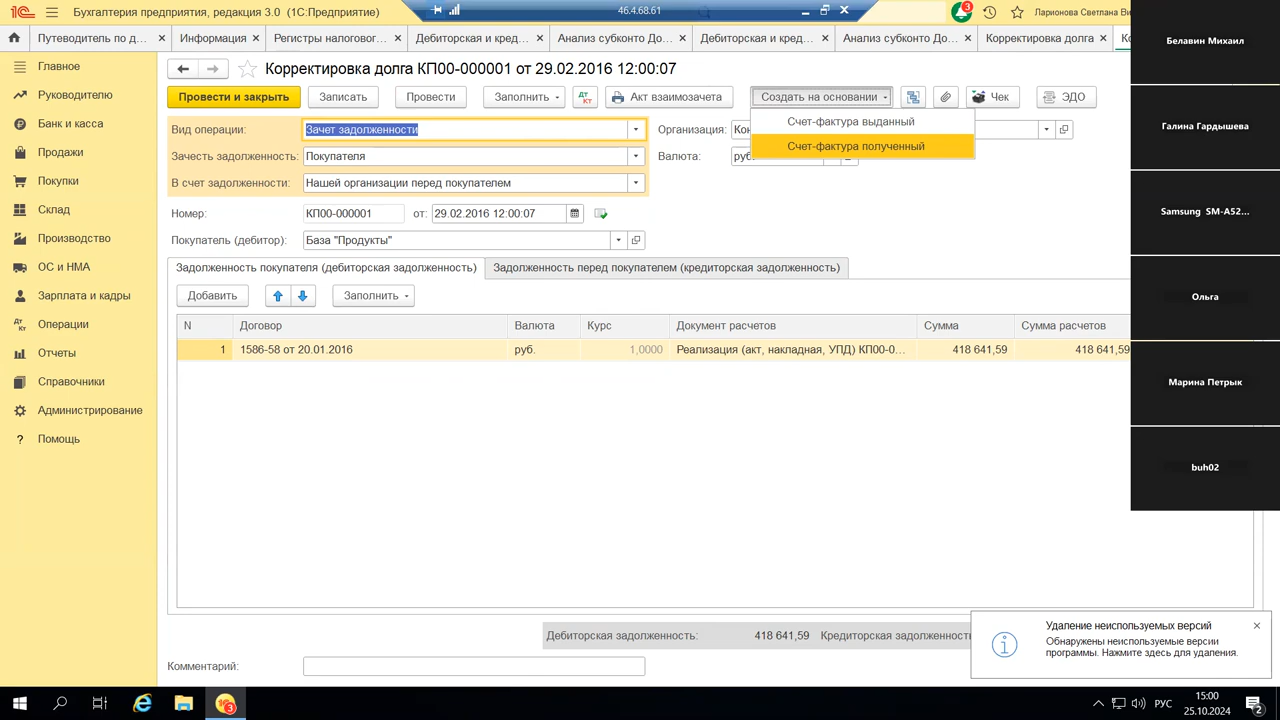 Бухгалтерия предприятия, редакция 3.0 (1С:Предприятие)
46.4.68.61
3
Ларионова Светлана Ви
Путеводитель по д...
Информация
Регистры налоговог...
Дебиторская и кред...
Анализ субконто До...
Дебиторская и кред...
Анализ субконто До...
Корректировка долга
Ко
Корректировка долга КП00-000001 от 29.02.2016 12:00:07
Провести и закрыть
Записать
Провести
Заполнить
Дт
Кт
Акт взаимозачета
Создать на основании
Чек
ЭДО
Счет-фактура выданный
Счет-фактура полученный
Главное
Руководителю
Банк и касса
Продажи
Покупки
Склад
Производство
ОС и НМА
Зарплата и кадры
Операции
Отчеты
Справочники
Администрирование
Помощь
Вид операции:
Зачет задолженности
Организация:
Кон
Зачесть задолженность:
Покупателя
Валюта:
руб.
В счет задолженности:
Нашей организации перед покупателем
Номер:
КП00-000001
от:
29.02.2016 12:00:07
Покупатель (дебитор):
База "Продукты"
Задолженность покупателя (дебиторская задолженность)
Задолженность перед покупателем (кредиторская задолженность)
Добавить
Заполнить
N
Договор
Валюта
Курс
Документ расчетов
Сумма
Сумма расчетов
1
1586-58 от 20.01.2016
руб.
1,0000
Реализация (акт, накладная, УПД) КП00-0...
418 641,59
418 641,59
Дебиторская задолженность:
418 641,59
Кредиторская задолженность
Комментарий:
Удаление неиспользуемых версий
Обнаружены неиспользуемые версии
программы. Нажмите здесь для удаления.
Белавин Михаил
Галина Гардышева
Samsung SM-A52...
Ольга
Марина Петрык
buh02
3
РУС
15:00
25.10.2024
2